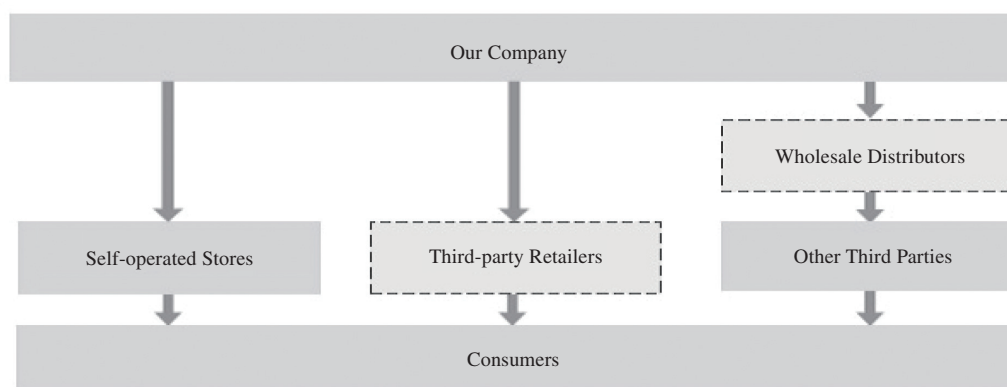 Our Company
Wholesale Distributors
Self-operated Stores
Third-party Retailers
Other Third Parties
Consumers